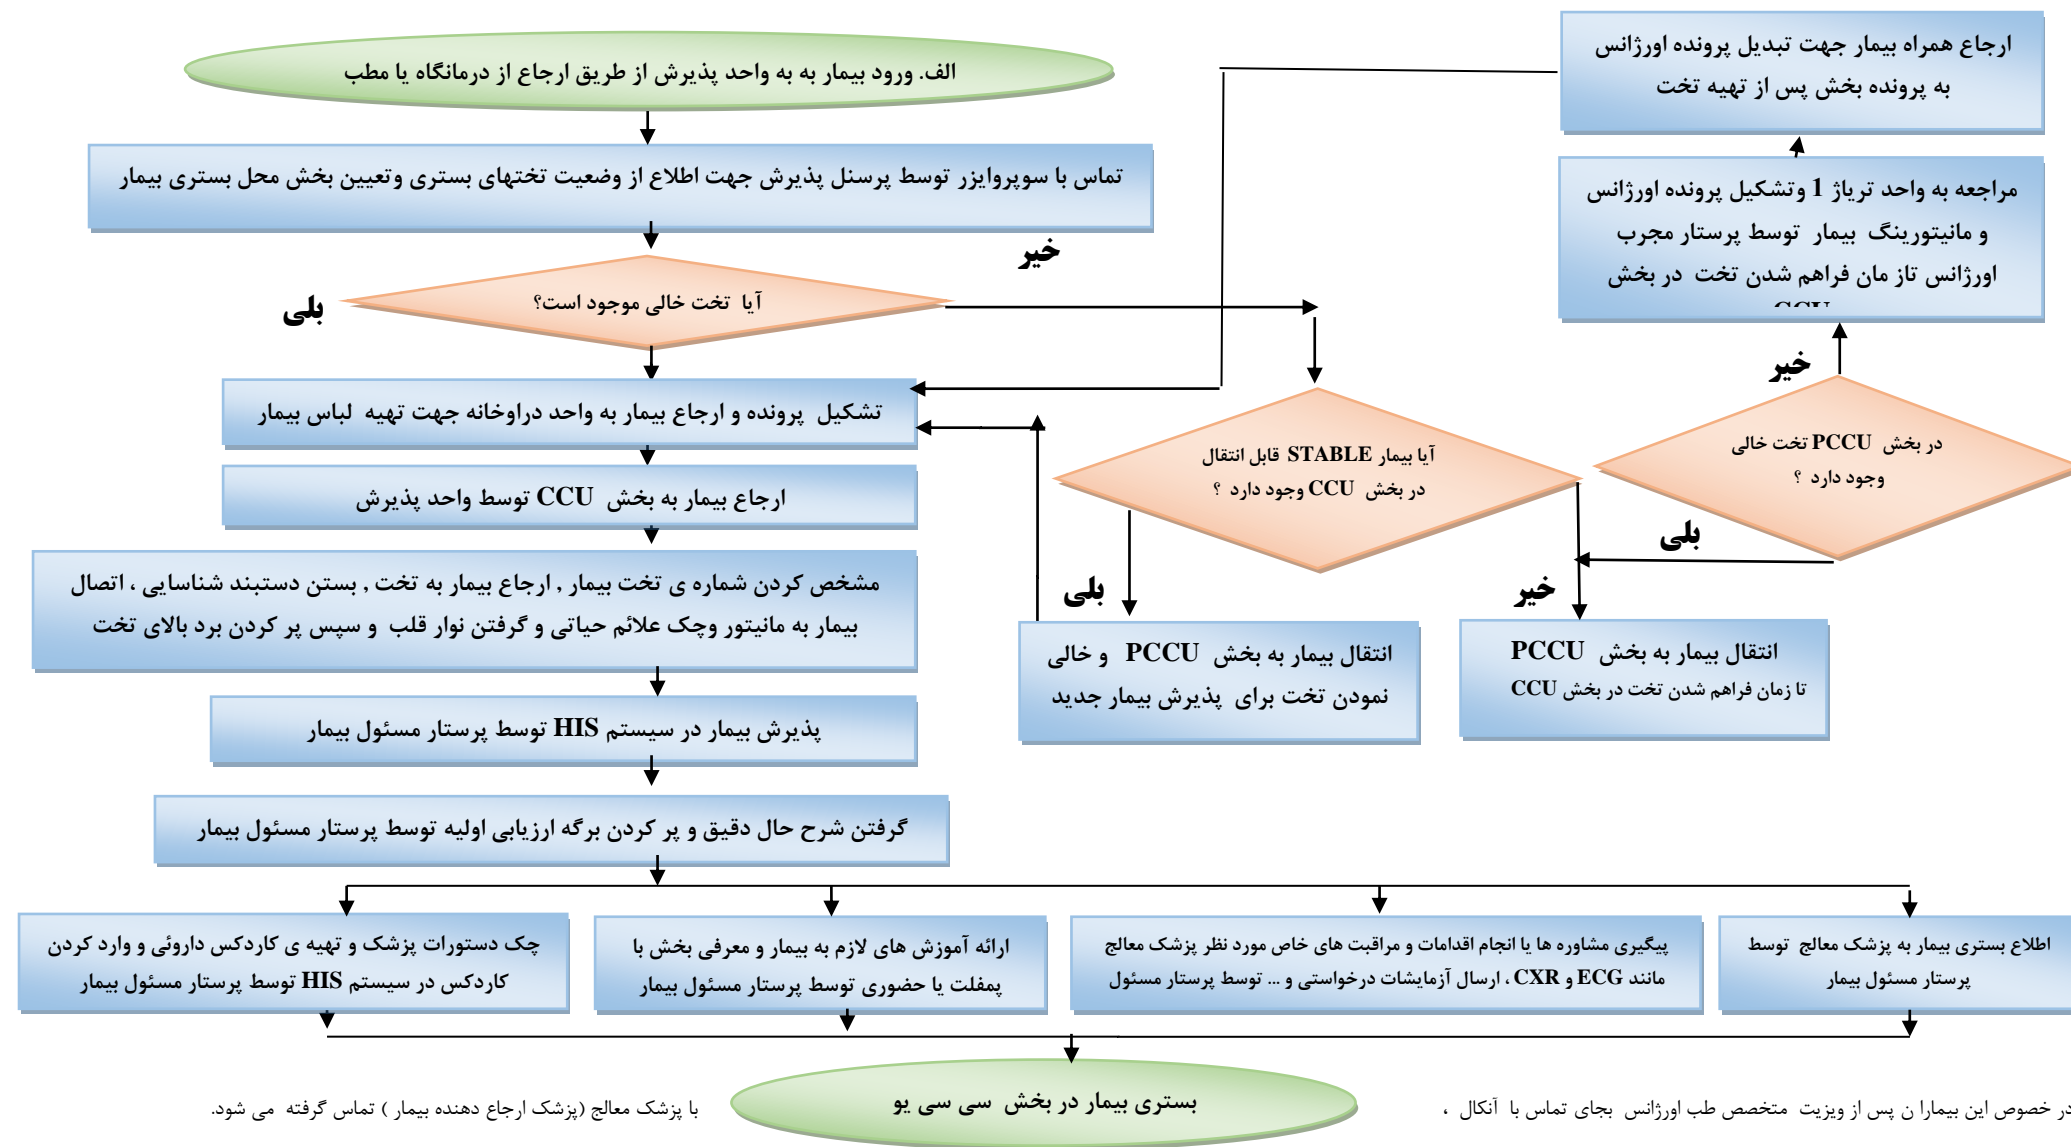 الف. ورود بیمار به به واحد پذیرش از طریق ارجاع از درمانگاه یا مطب
تماس با سوپروایزر توسط پرسنل پذیرش جهت اطلاع از وضعیت تختهای بستری وتعیین بخش محل بستری بیمار
خیر
آیا تخت خالی موجود است؟
بلی
ارجاع همراه بیمار جهت تبدیل پرونده اورژانس
به پرونده بخش پس از تهیه تخت
مراجعه به واحد تریاژ 1 وتشکیل پرونده اورژانس
و مانیتورینگ بیمار توسط پرستار مجرب
اورژانس تاز مان فراهم شدن تخت در بخش
CCU
خیر
در بخش PCCU تخت خالی
وجود دارد ؟
بلی
آیا بیمار STABLE قابل انتقال
در بخش CCU وجود دارد ؟
بلی
خیر
انتقال بیمار به بخش PCCU
تا زمان فراهم شدن تخت در بخش CCU
انتقال بیمار به بخش PCCU و خالی
نمودن تخت برای پذیرش بیمار جدید
تشکیل پرونده و ارجاع بیمار به واحد دراوخانه جهت تهیه لباس بیمار
ارجاع بیمار به بخش CCU توسط واحد پذیرش
مشخص کردن شماره ی تخت بیمار , ارجاع بیمار به تخت , بستن دستبند شناسایی ، اتصال
بیمار به مانیتور وچک علائم حیاتی و گرفتن نوار قلب و سپس پر کردن برد بالای تخت
پذیرش بیمار در سیستم HIS توسط پرستار مسئول بیمار
گرفتن شرح حال دقیق و پر کردن برگه ارزیابی اولیه توسط پرستار مسئول بیمار
اطلاع بستری بیمار به پزشک معالج توسط
پرستار مسئول بیمار
پیگیری مشاوره ها یا انجام اقدامات و مراقبت های خاص مورد نظر پزشک معالج
مانند ECG و CXR ، ارسال آزمایشات درخواستی و ... توسط پرستار مسئول
ارائه آموزش های لازم به بیمار و معرفی بخش با
پمفلت یا حضوری توسط پرستار مسئول بیمار
چک دستورات پزشک و تهیه ی کاردکس داروئی و وارد کردن
کاردکس در سیستم HIS توسط پرستار مسئول بیمار
بستری بیمار در بخش سی سی یو
در خصوص این بیمارا ن پس از ویزیت متخصص طب اورژانس بجای تماس با آنکال ، با پزشک معالج (پزشک ارجاع دهنده بیمار ) تماس گرفته می شود.